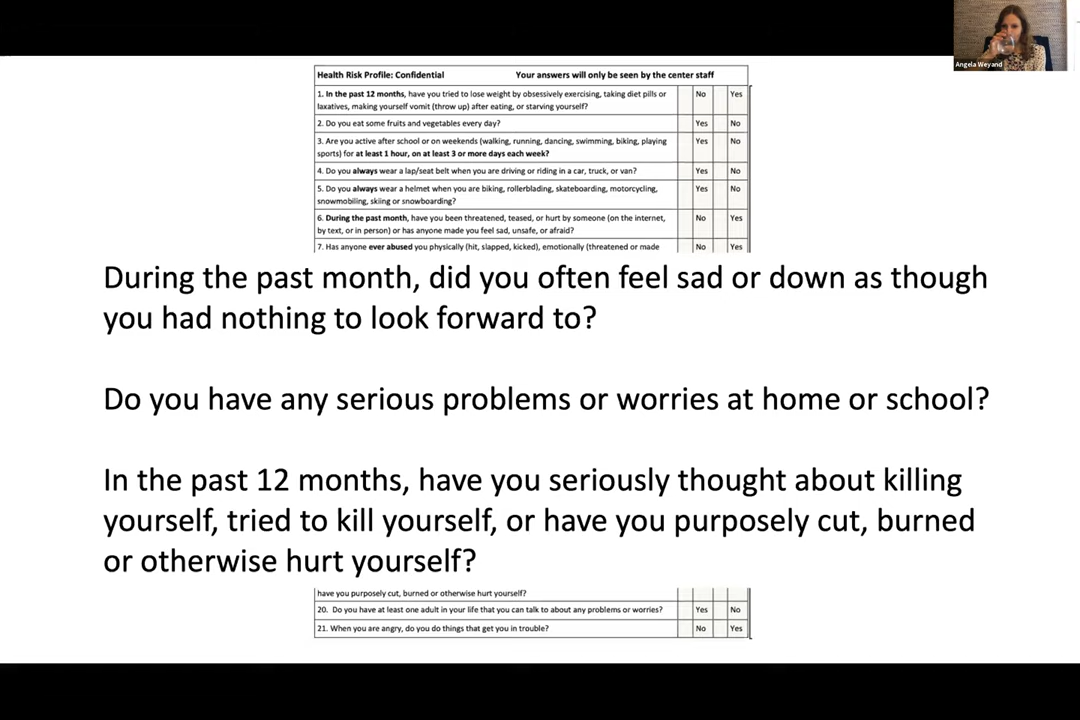 Angela Weyand
Health Risk Profile: Confidential Your answers will only be seen by the center staff
1. In the past 12 months, have you tried to lose weight by obsessively exercising, taking diet pills or No Yes
laxatives, making yourself vomit (throw up) after eating, or starving yourself?
2. Do you eat some fruits and vegetables every day? Yes No
3. Are you active after school or on weekends (walking, running, dancing, swimming, biking, playing Yes No
sports) for at least 1 hour, on at least 3 or more days each week?
4. Do you always wear a lap/seat belt when you are driving or riding in a car, truck, or van? Yes No
5. Do you always wear a helmet when you are biking, rollerblading, skateboarding, motorcycling, Yes No
snowmobiling, skiing or snowboarding?
6. During the past month, have you been threatened, teased, or hurt by someone (on the internet, No Yes
by text, or in person) or has anyone made you feel sad, unsafe, or afraid?
7. Has anyone ever abused you physically (hit, slapped, kicked), emotionally (threatened or made No Yes
During the past month, did you often feel sad or down as though
you had nothing to look forward to?
Do you have any serious problems or worries at home or school?
In the past 12 months, have you seriously thought about killing
yourself, tried to kill yourself, or have you purposely cut, burned
or otherwise hurt yourself?
have you purposely cut, burned or otherwise hurt yourself?
20. Do you have at least one adult in your life that you can talk to about any problems or worries? Yes No
21. When you are angry, do you do things that get you in trouble? No Yes